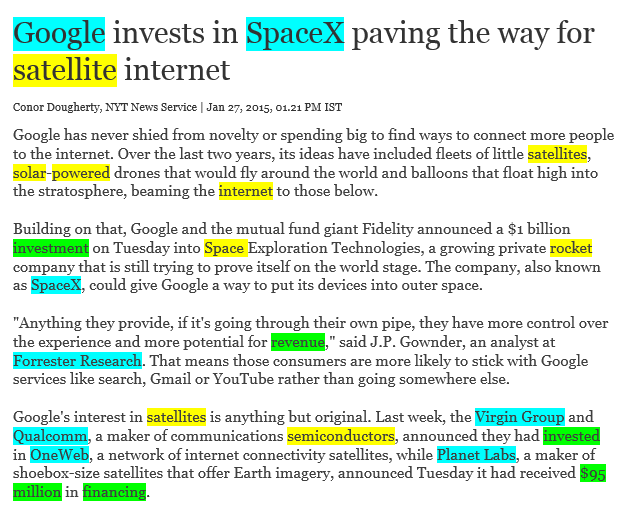 Google invests in SpaceX paving the way for
satellite internet
Conor Dougherty, NYT News Service | Jan 27, 2015, 01.21 PM IST
Google has never shied from novelty or spending big to find ways to connect more people
to the internet. Over the last two years, its ideas have included fleets of little satellites,
solar-powered drones that would fly around the world and balloons that float high into
the stratosphere, beaming the internet to those below.
Building on that, Google and the mutual fund giant Fidelity announced a $1 billion
investment on Tuesday into Space Exploration Technologies, a growing private rocket
company that is still trying to prove itself on the world stage. The company, also known
as SpaceX, could give Google a way to put its devices into outer space.
"Anything they provide, if it's going through their own pipe, they have more control over
the experience and more potential for revenue," said J.P. Gownder, an analyst at
Forrester Research. That means those consumers are more likely to stick with Google
services like search, Gmail or YouTube rather than going somewhere else.
Google's interest in satellites is anything but original. Last week, the Virgin Group and
Qualcomm, a maker of communications semiconductors, announced they had invested
in OneWeb, a network of internet connectivity satellites, while Planet Labs, a maker of
shoebox-size satellites that offer Earth imagery, announced Tuesday it had received $95
million in financing.